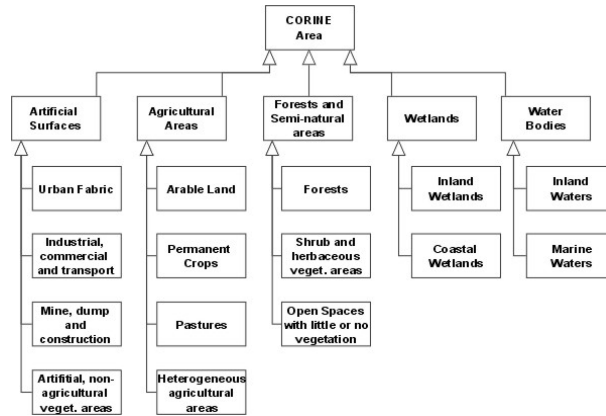 CORINE
Area
Artificial
Surfaces
Agricultural
Areas
Forests and
Semi-natural
areas
Wetlands
Water
Bodies
Urban Fabric
Arable Land
Forests
Inland
Wetlands
Inland
Waters
Industrial,
commercial
and transport
Permanent
Crops
Shrub and
herbaceous
veget. areas
Coastal
Wetlands
Marine
Waters
Mine, dump
and
construction
Pastures
Open Spaces
with little or no
vegetation
Artifitial, non-
agricultural
veget. areas
Heterogeneous
agricultural
areas